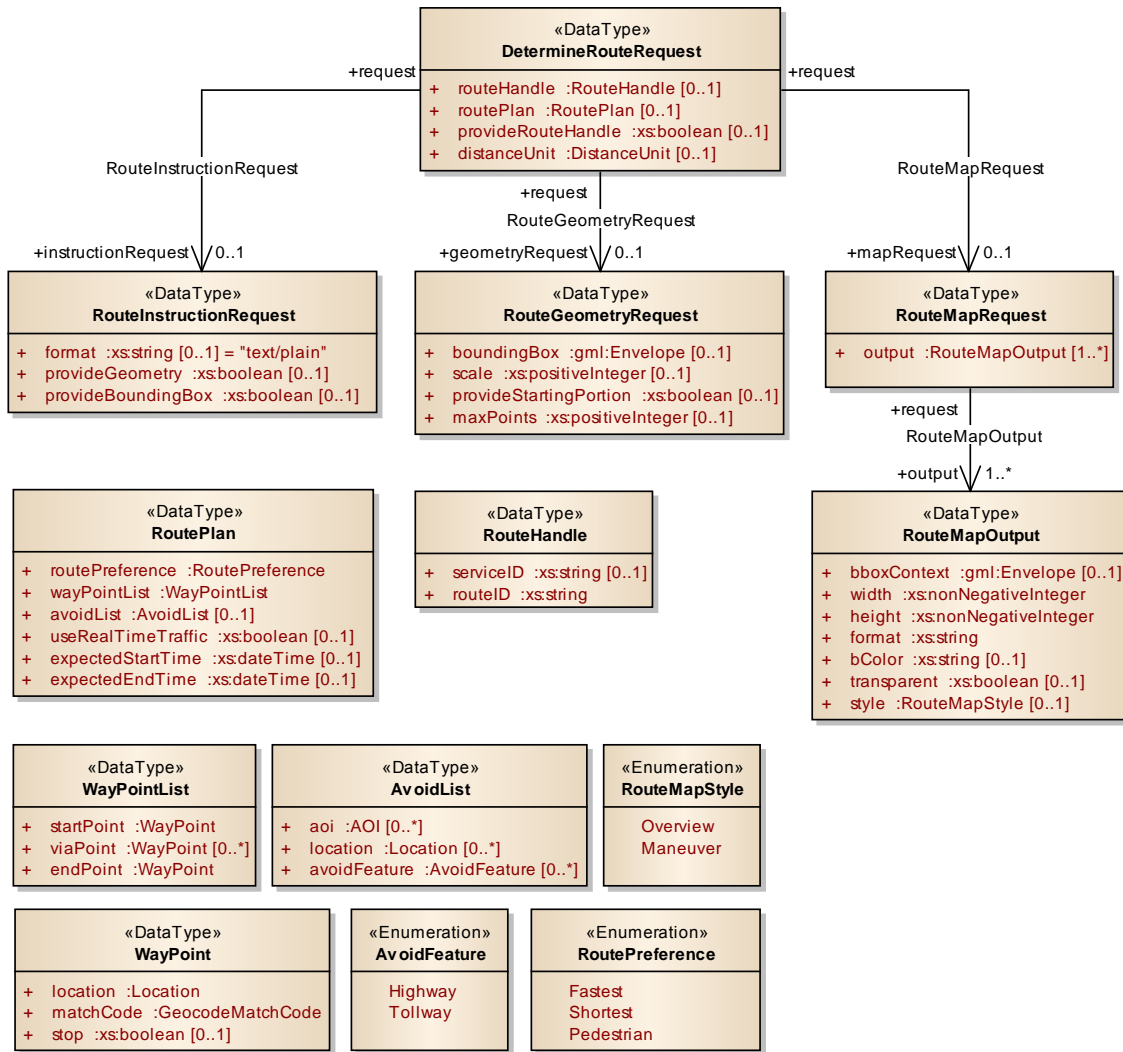 «DataType»
DetermineRouteRequest
+ routeHandle :RouteHandle [0..1]
+ routePlan :RoutePlan [0..1]
+ provideRouteHandle :xs:boolean [0..1]
+ distanceUnit :DistanceUnit [0..1]
+request
+request
RouteInstructionRequest
+request
RouteGeometryRequest
RouteMapRequest
+instructionRequest 0..1
+geometryRequest 0..1
+mapRequest 0..1
«DataType»
RouteInstructionRequest
+ format :xs:string [0..1] = "text/plain"
+ provideGeometry :xs:boolean [0..1]
+ provideBoundingBox :xs:boolean [0..1]
«DataType»
RouteGeometryRequest
+ boundingBox :gml:Envelope [0..1]
+ scale :xs:positiveInteger [0..1]
+ provideStartingPortion :xs:boolean [0..1]
+ maxPoints :xs:positiveInteger [0..1]
«DataType»
RouteMapRequest
+ output :RouteMapOutput [1..*]
+request
RouteMapOutput
+output 1..*
«DataType»
RoutePlan
+ routePreference :RoutePreference
+ wayPointList :WayPointList
+ avoidList :AvoidList [0..1]
+ useRealTimeTraffic :xs:boolean [0..1]
+ expectedStartTime :xs:dateTime [0..1]
+ expectedEndTime :xs:dateTime [0..1]
«DataType»
RouteHandle
+ serviceID :xs:string [0..1]
+ routeID :xs:string
«DataType»
RouteMapOutput
+ bboxContext :gml:Envelope [0..1]
+ width :xs:nonNegativeInteger
+ height :xs:nonNegativeInteger
+ format :xs:string
+ bColor :xs:string [0..1]
+ transparent :xs:boolean [0..1]
+ style :RouteMapStyle [0..1]
«DataType»
WayPointList
+ startPoint :WayPoint
+ viaPoint :WayPoint [0..*]
+ endPoint :WayPoint
«DataType»
AvoidList
+ aoi :AOI [0..*]
+ location :Location [0..*]
+ avoidFeature :AvoidFeature [0..*]
«Enumeration»
RouteMapStyle
Overview
Maneuver
«DataType»
WayPoint
+ location :Location
+ matchCode :GeocodeMatchCode
+ stop :xs:boolean [0..1]
«Enumeration»
AvoidFeature
Highway
Tollway
«Enumeration»
RoutePreference
Fastest
Shortest
Pedestrian